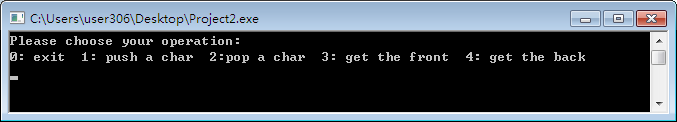 C:\Users\user306\Desktop\Project2.exe
Please choose your operation:
0: exit  1: push a char  2:pop a char  3: get the front  4: get the back